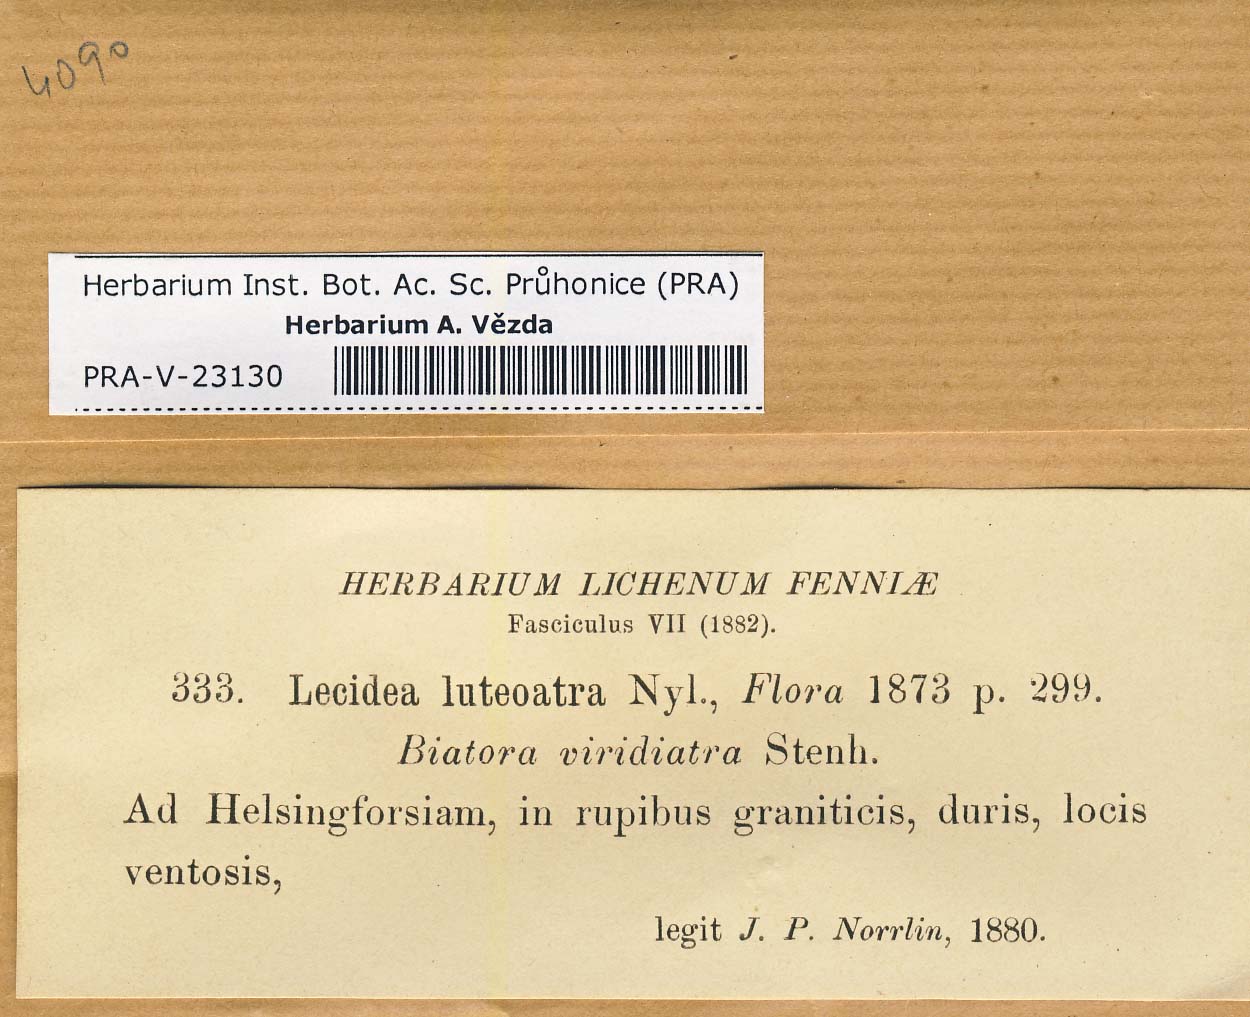 4090
Herbarium Inst. Bot. Ac. Sc. Průhonice (PRA)
Herbarium A. Vězda
PRA-V-23130
HERBARIUM LICHENUM FENNIÆ
Fasciculus VII (1882).
333. Lecidea luteoatra Nyl., Flora 1873 p. 299.
Biatora viridiatra Stenh.
Ad Helsingforsiam, in rupibus graniticis, duris, locis
ventosis,
legit J. P. Norrlin, 1880.